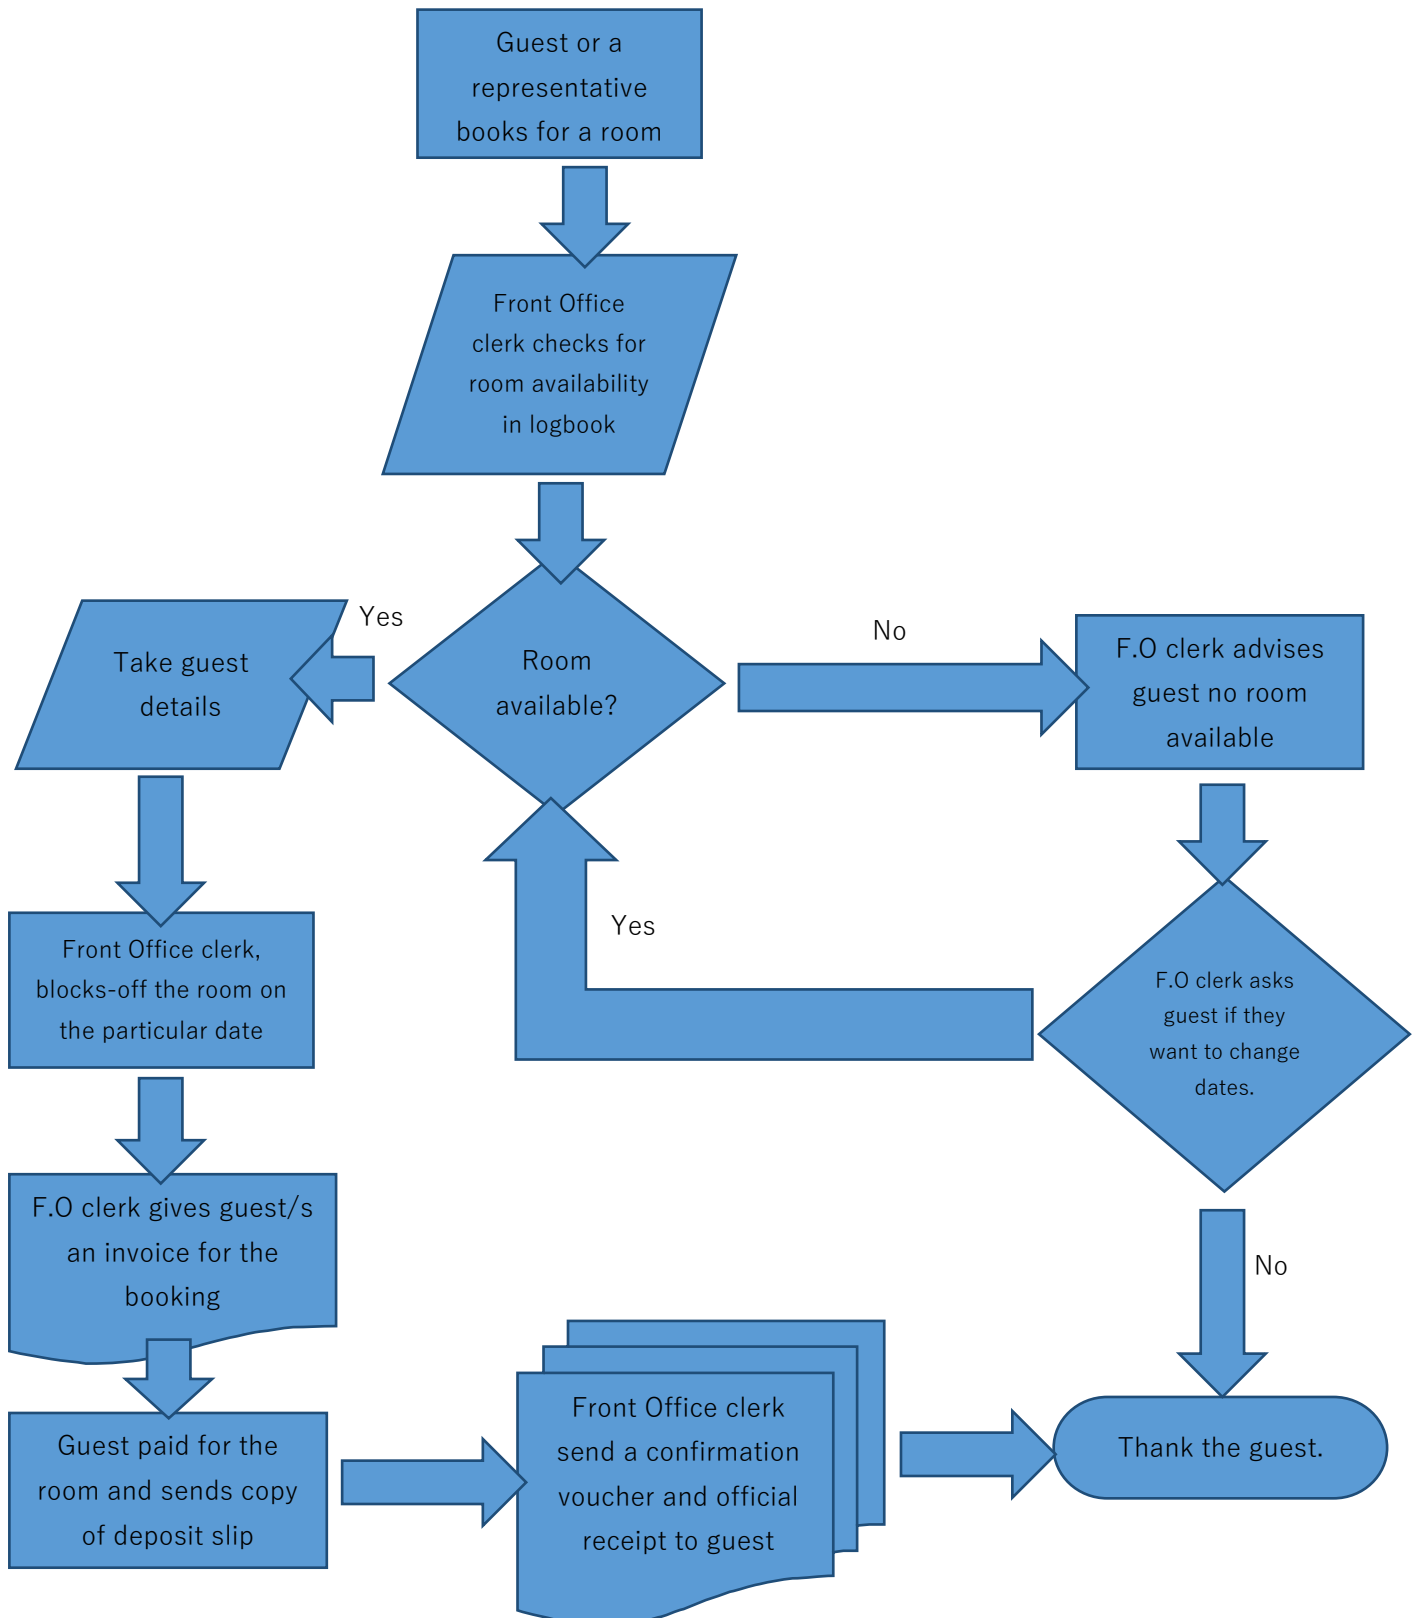 Guest or a
representative
books for a room
Front Office
clerk checks for
room availability
in logbook
Yes
No
Take guest
details
Room
available?
F.O clerk advises
guest no room
available
Front Office clerk,
blocks-off the room on
the particular date
Yes
F.O clerk asks
guest if they
want to change
dates.
F.O clerk gives guest/s
an invoice for the
booking
No
Guest paid for the
room and sends copy
of deposit slip
Front Office clerk
send a confirmation
voucher and official
receipt to guest
Thank the guest.